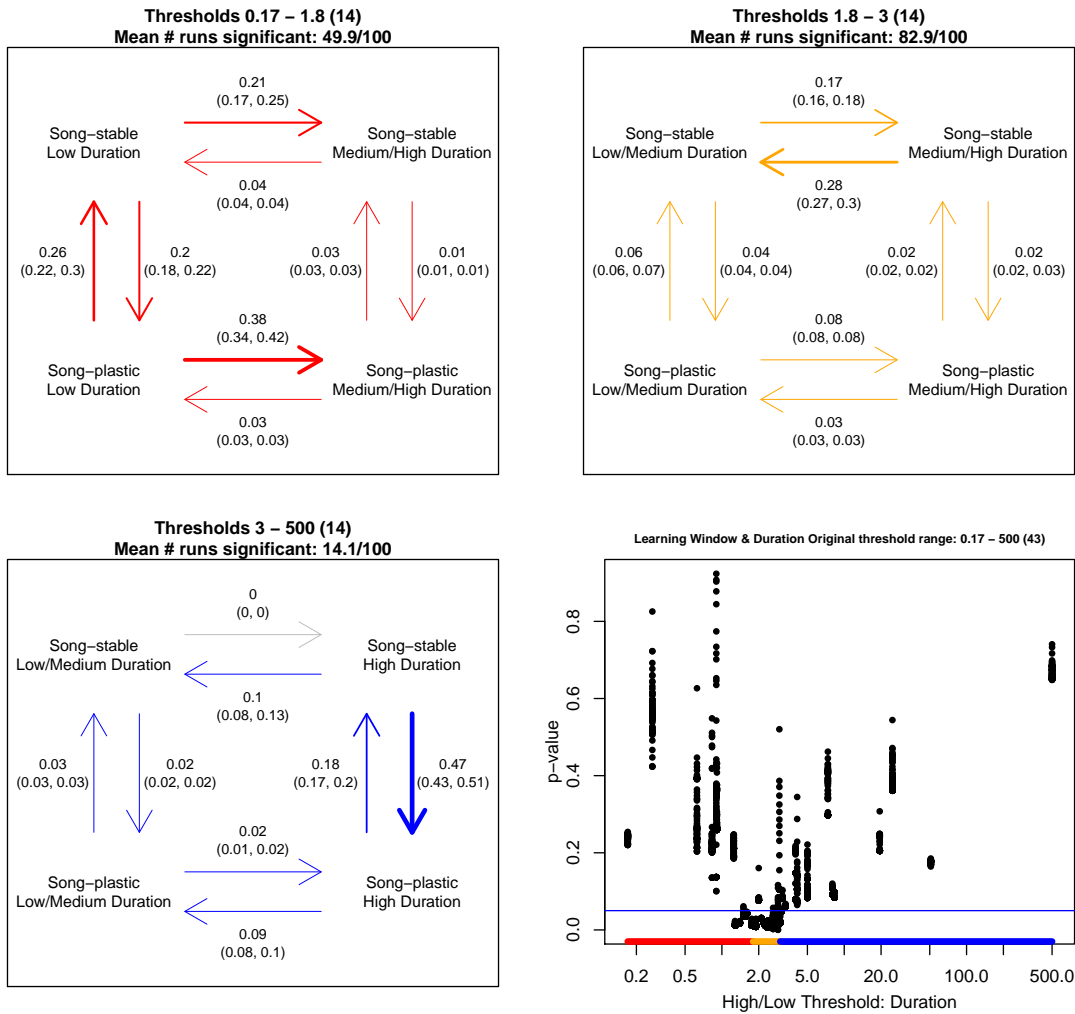 Thresholds 0.17 − 1.8 (14)
Mean # runs significant: 49.9/100
0.21
(0.17, 0.25)
Song−stable
Low Duration
Song−stable
Medium/High Duration
0.04
(0.04, 0.04)
0.26
(0.22, 0.3)
0.2
(0.18, 0.22)
0.03
(0.03, 0.03)
0.01
(0.01, 0.01)
0.38
(0.34, 0.42)
Song−plastic
Low Duration
Song−plastic
Medium/High Duration
0.03
(0.03, 0.03)
Thresholds 1.8 − 3 (14)
Mean # runs significant: 82.9/100
0.17
(0.16, 0.18)
Song−stable
Low/Medium Duration
Song−stable
Medium/High Duration
0.28
(0.27, 0.3)
0.06
(0.06, 0.07)
0.04
(0.04, 0.04)
0.02
(0.02, 0.02)
0.02
(0.02, 0.03)
0.08
(0.08, 0.08)
Song−plastic
Low/Medium Duration
Song−plastic
Medium/High Duration
0.03
(0.03, 0.03)
Thresholds 3 − 500 (14)
Mean # runs significant: 14.1/100
0
(0, 0)
Song−stable
Low/Medium Duration
Song−stable
High Duration
0.1
(0.08, 0.13)
0.03
(0.03, 0.03)
0.02
(0.02, 0.02)
0.18
(0.17, 0.2)
0.47
(0.43, 0.51)
0.02
(0.01, 0.02)
Song−plastic
Low/Medium Duration
Song−plastic
High Duration
0.09
(0.08, 0.1)
Learning Window & Duration Original threshold range: 0.17 − 500 (43)
p−value
0.8
0.6
0.4
0.2
0.0
0.2 0.5 2.0 5.0 20.0 100.0 500.0
High/Low Threshold: Duration